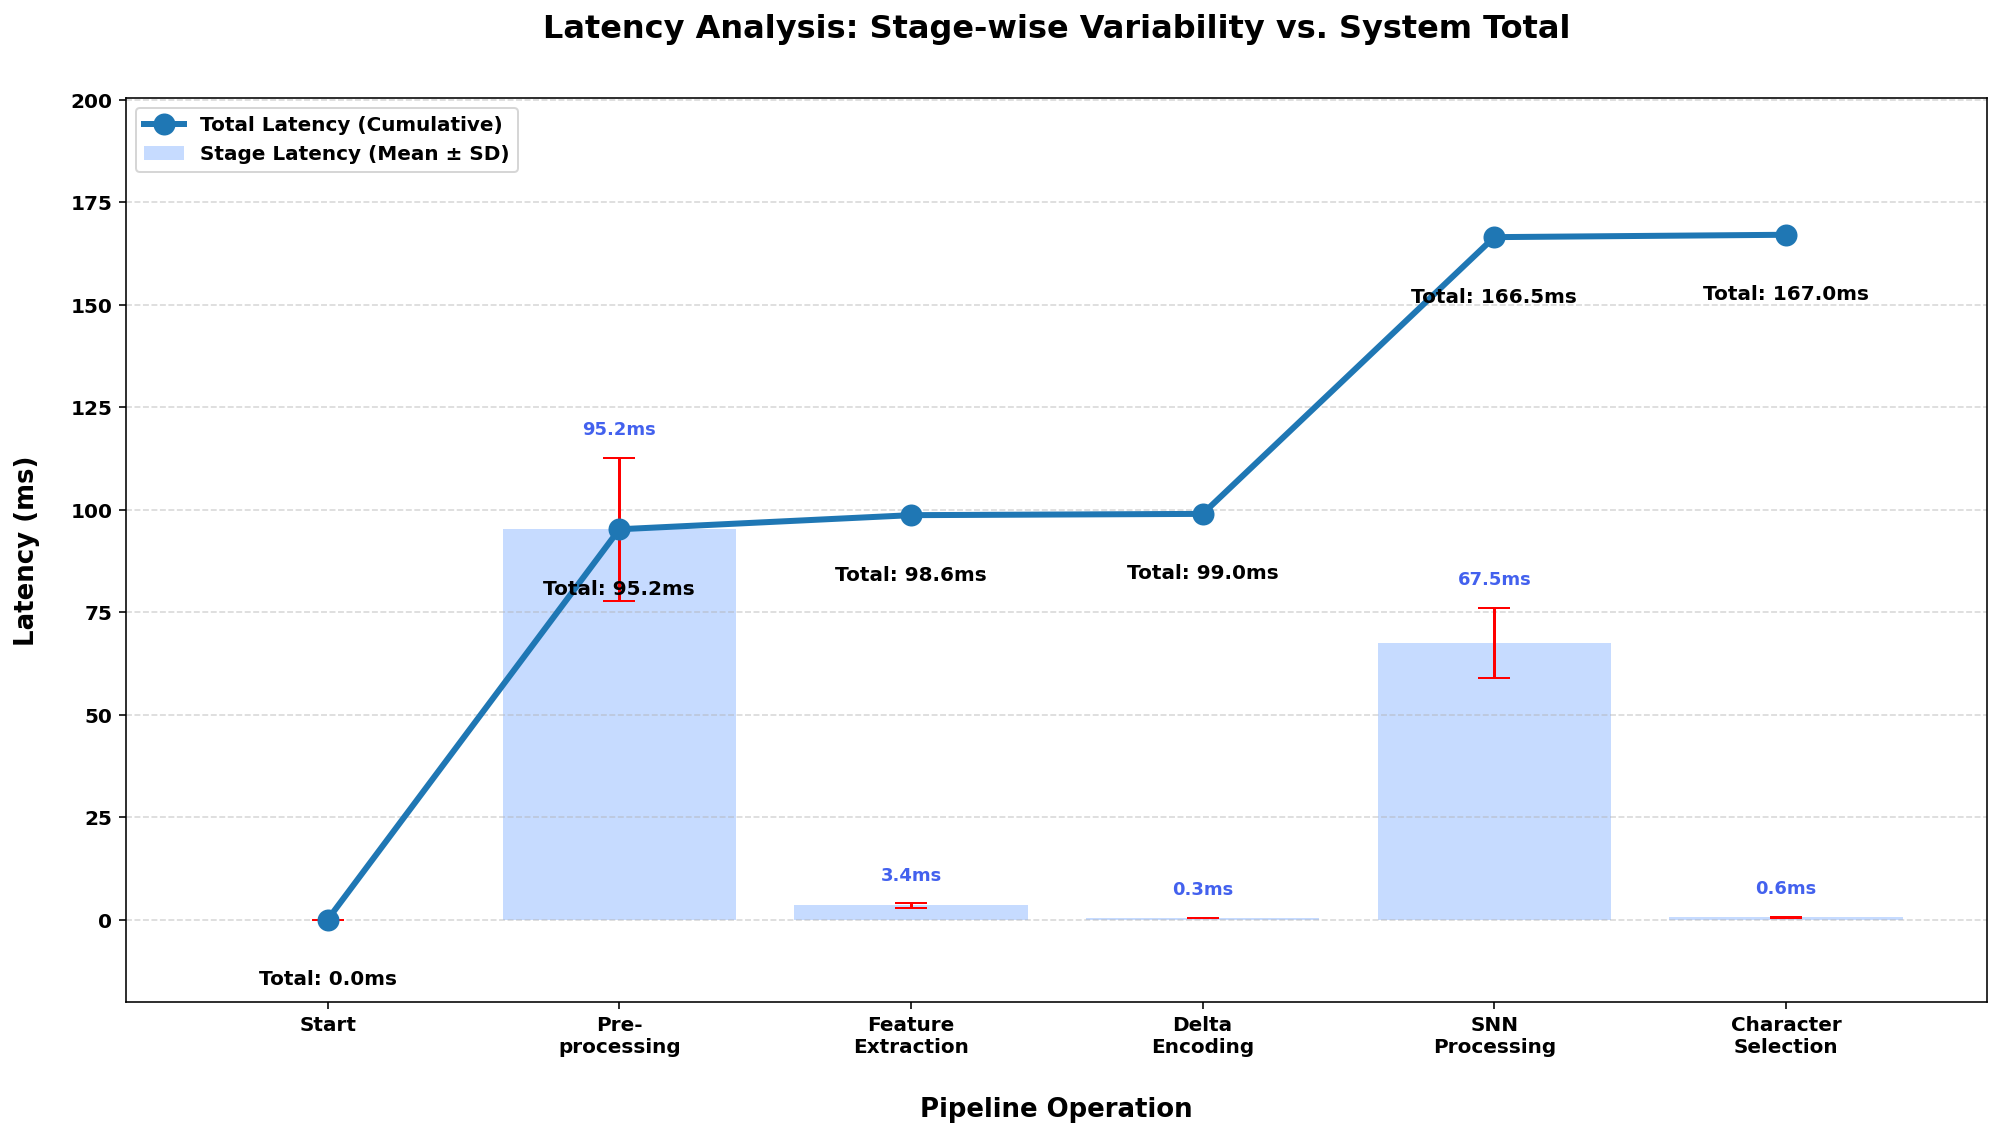 Latency Analysis: Stage-wise Variability vs. System Total
Total Latency (Cumulative)
Stage Latency (Mean ± SD)
Latency (ms)
200
175
150
125
100
75
50
25
0
95.2ms
3.4ms
0.3ms
67.5ms
0.6ms
Total: 0.0ms
Total: 95.2ms
Total: 98.6ms
Total: 99.0ms
Total: 166.5ms
Total: 167.0ms
Start
Pre-
processing
Feature
Extraction
Delta
Encoding
SNN
Processing
Character
Selection
Pipeline Operation